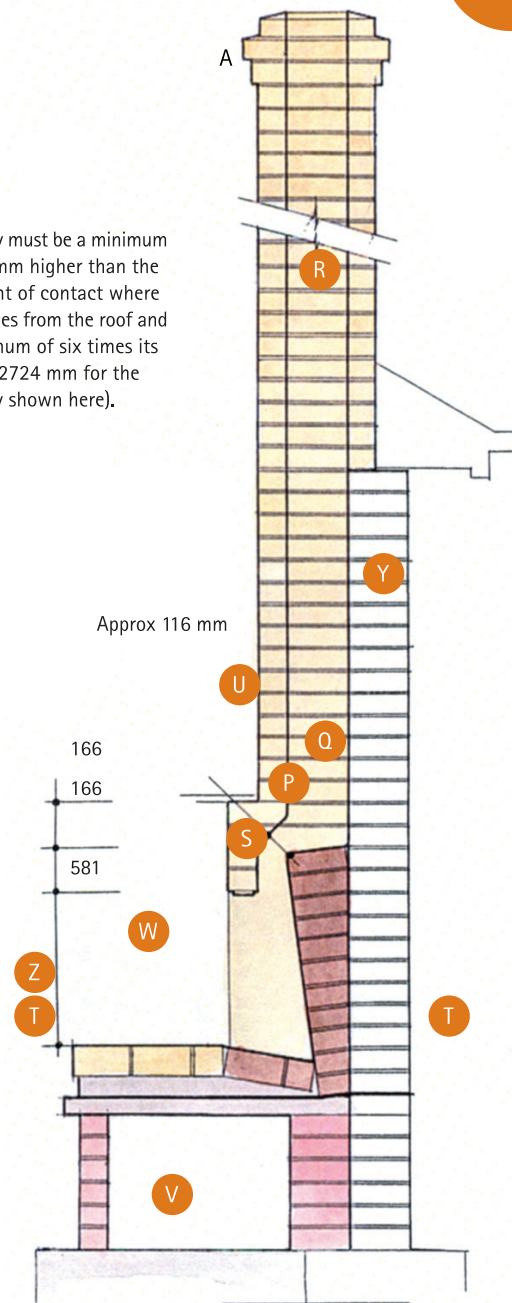 A
y must be a minimum
mm higher than the
nt of contact where
es from the roof and
num of six times its
2724 mm for the
y shown here).
R
Y
Approx 116 mm
U
Q
166
P
166
S
581
W
Z
T
T
V